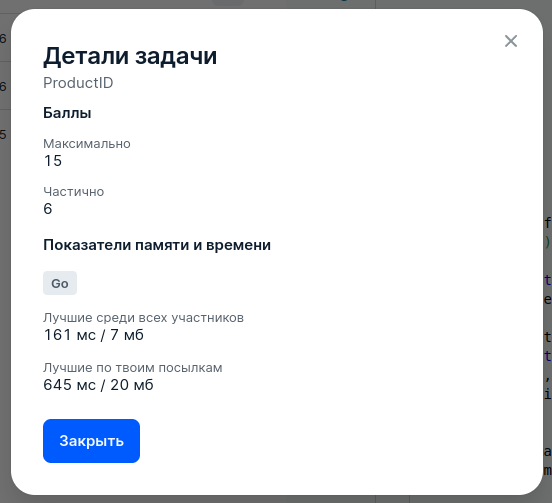 Детали задачи
ProductID
Баллы
Максимально
15
Частично
6
Показатели памяти и времени
Go
Лучшие среди всех участников
161 мс / 7 мб
Лучшие по твоим посылкам
645 мс / 20 мб
Закрыть